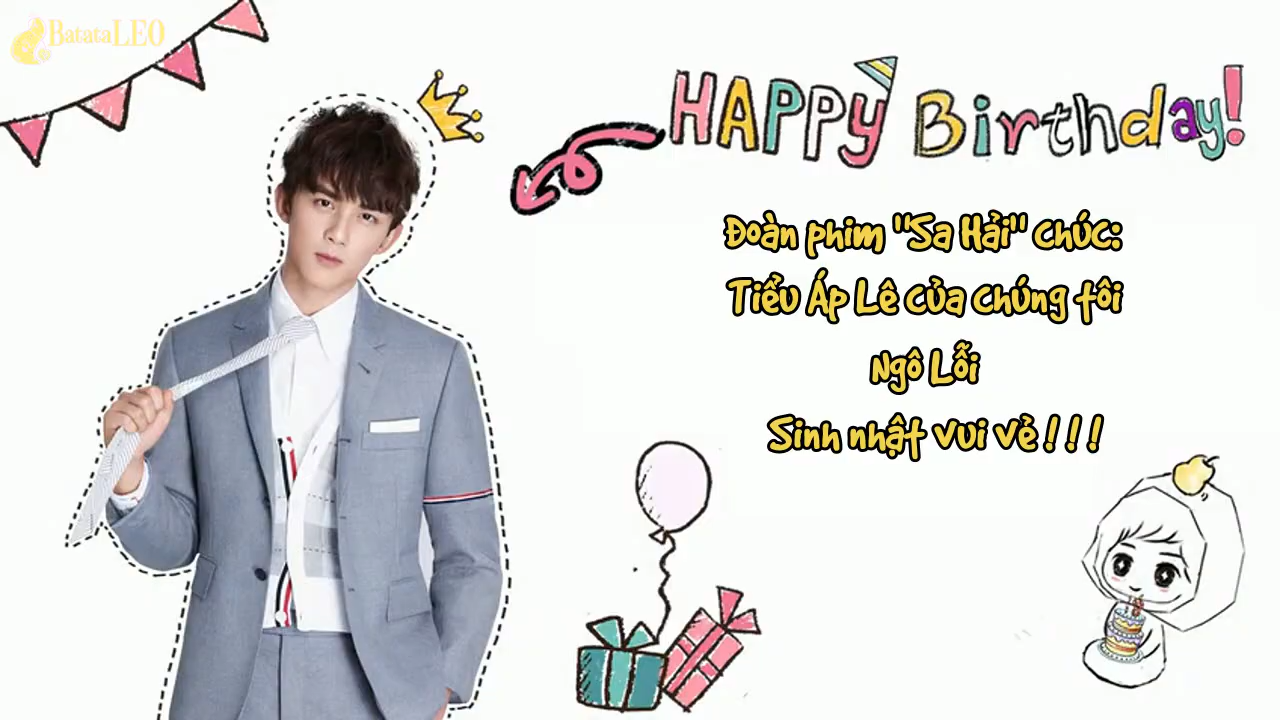 BatataLEO
HAPPY Birthday!
Đoàn phim "Sa Hải" chúc:
Tiểu Áp Lê của chúng tôi
Ngô Lỗi
Sinh nhật vui vẻ ! ! !